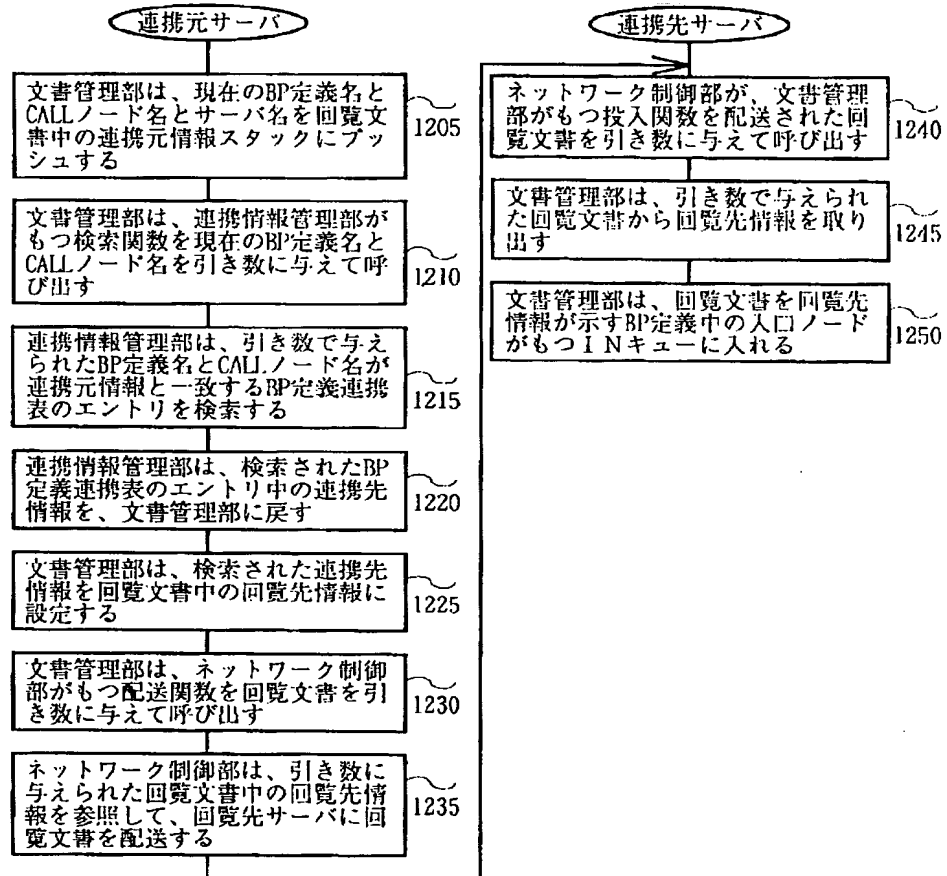 連携元サーバ
文書管理部は、現在のBP定義名と
CALLノード名とサーバ名を回覧文
書中の連携元情報スタックにプッ
シュする
1205
文書管理部は、連携情報管理部が
もつ検索関数を現在のBP定義名と
CALLノード名を引き数に与えて呼
び出す
1210
連携情報管理部は、引き数で与え
られたBP定義名とCALLノード名が
連携元情報と一致するBP定義連携
表のエントリを検索する
1215
連携情報管理部は、検索されたBP
定義連携表のエントリ中の連携先
情報を、文書管理部に戻す
1220
文書管理部は、検索された連携先
情報を回覧文書中の回覧先情報に
設定する
1225
文書管理部は、ネットワーク制御
部がもつ配送関数を回覧文書を引
き数に与えて呼び出す
1230
ネットワーク制御部は、引き数に
与えられた回覧文書中の回覧先情
報を参照して、回覧先サーバに回
覧文書を配送する
1235
連携先サーバ
ネットワーク制御部が、文書管理
部がもつ投入関数を配送された回
覧文書を引き数に与えて呼び出す
1240
文書管理部は、引き数で与えられ
た回覧文書から回覧先情報を取り
出す
1245
文書管理部は、回覧文書を回覧先
情報が示すBP定義中の入口ノード
がもつINキューに入れる
1250